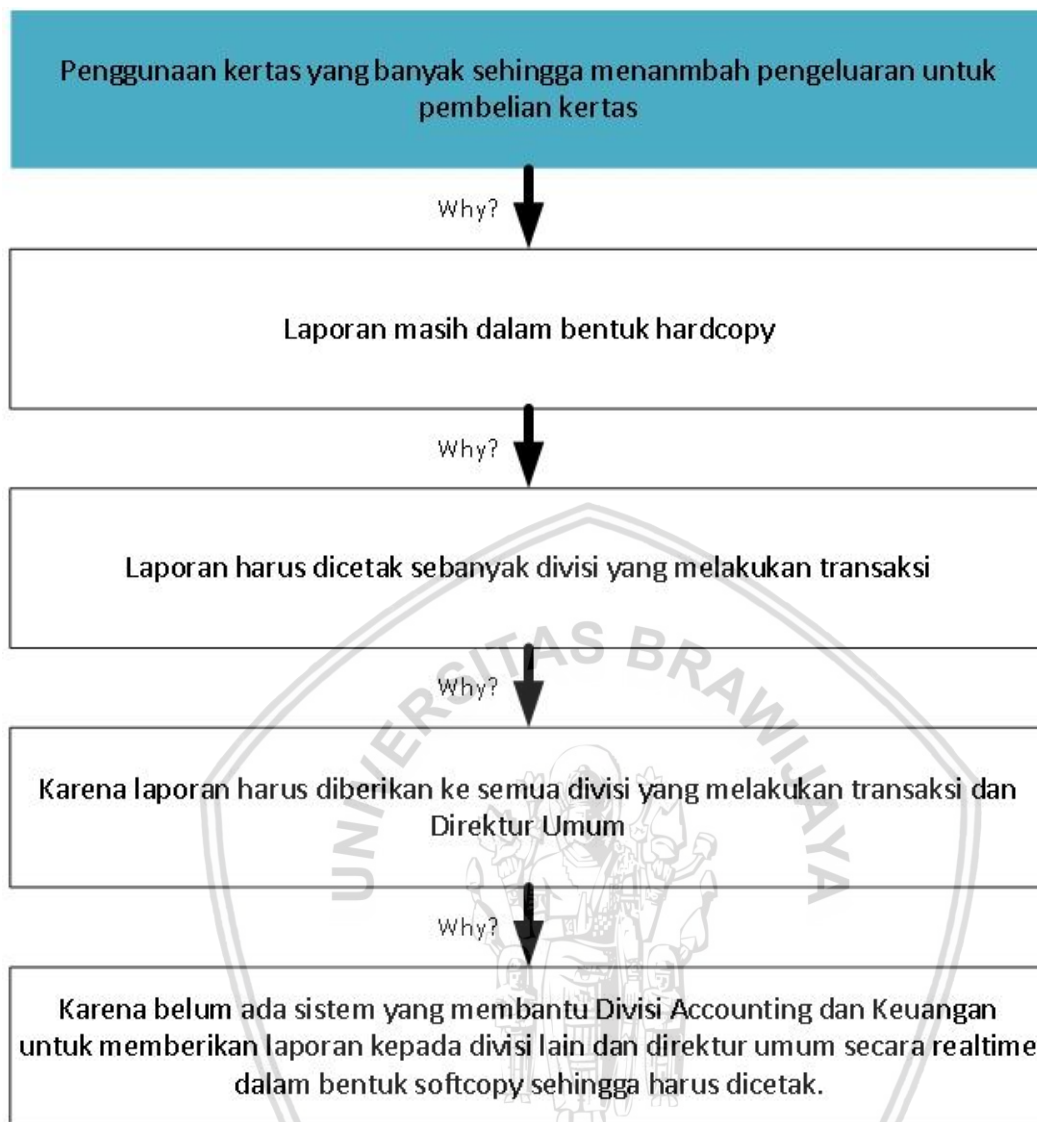 Penggunaan kertas yang banyak sehingga menanmbah pengeluaran untuk
pembelian kertas
Why?
Laporan masih dalam bentuk hardcopy
Why?
Laporan harus dicetak sebanyak divisi yang melakukan transaksi
Why?
Karena laporan harus diberikan ke semua divisi yang melakukan transaksi dan
Direktur Umum
Why?
Karena belum ada sistem yang membantu Divisi Accounting dan Keuangan
untuk memberikan laporan kepada divisi lain dan direktur umum secara realtime
dalam bentuk softcopy sehingga harus dicetak.
UNIVERSITAS BRAWIJAYA